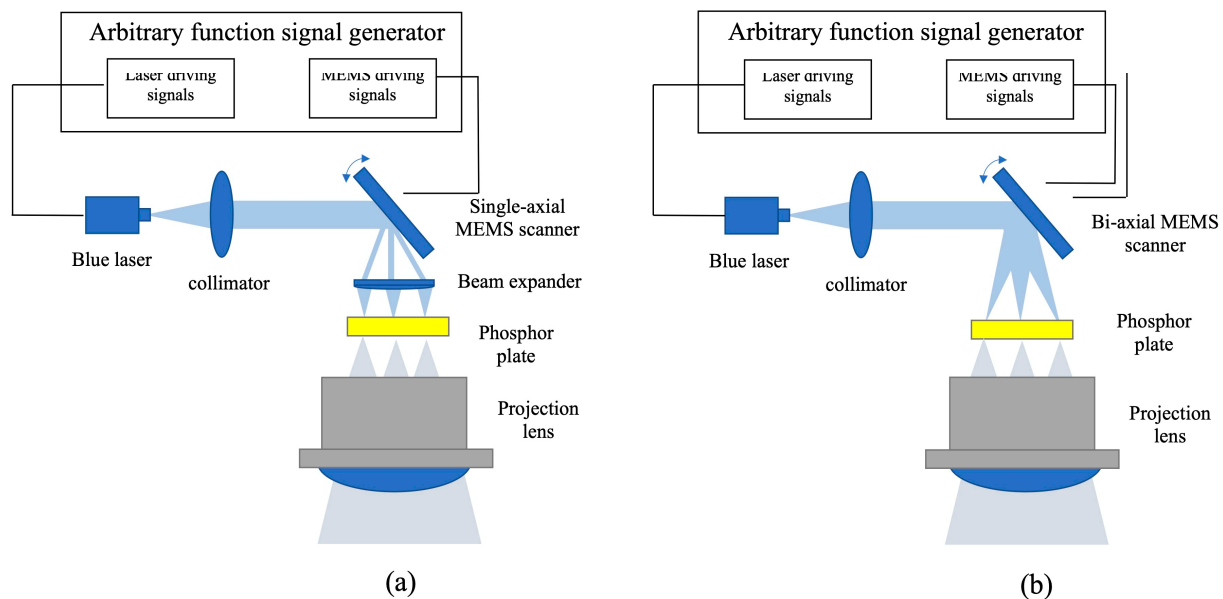 Arbitrary function signal generator
Laser driving
signals
MEMS driving
signals
Single-axial
MEMS scanner
Blue laser
collimator
Beam expander
Phosphor
plate
Projection
lens
(a)
Arbitrary function signal generator
Laser driving
signals
MEMS driving
signals
Bi-axial MEMS
scanner
Blue laser
collimator
Phosphor
plate
Projection
lens
(b)